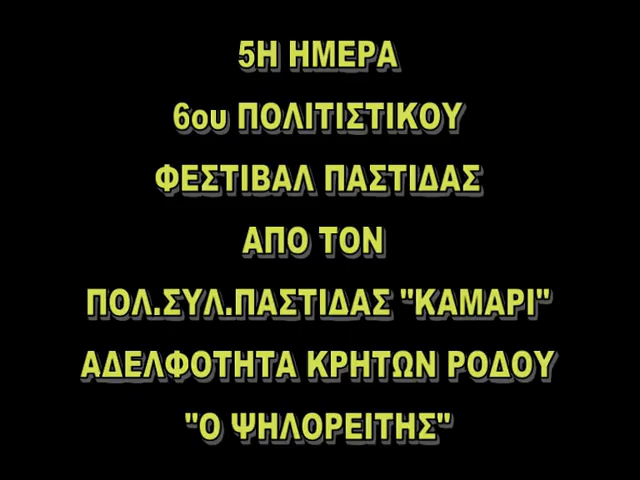 5Η ΗΜΕΡΑ
6ου ΠΟΛΙΤΙΣΤΙΚΟΥ
ΦΕΣΤΙΒΑΛ ΠΑΣΤΙΔΑΣ
ΑΠΟ ΤΟΝ
ΠΟΛ.ΣΥΛ.ΠΑΣΤΙΔΑΣ "ΚΑΜΑΡΙ"
ΑΔΕΛΦΟΤΗΤΑ ΚΡΗΤΩΝ ΡΟΔΟΥ
"Ο ΨΗΛΟΡΕΙΤΗΣ"